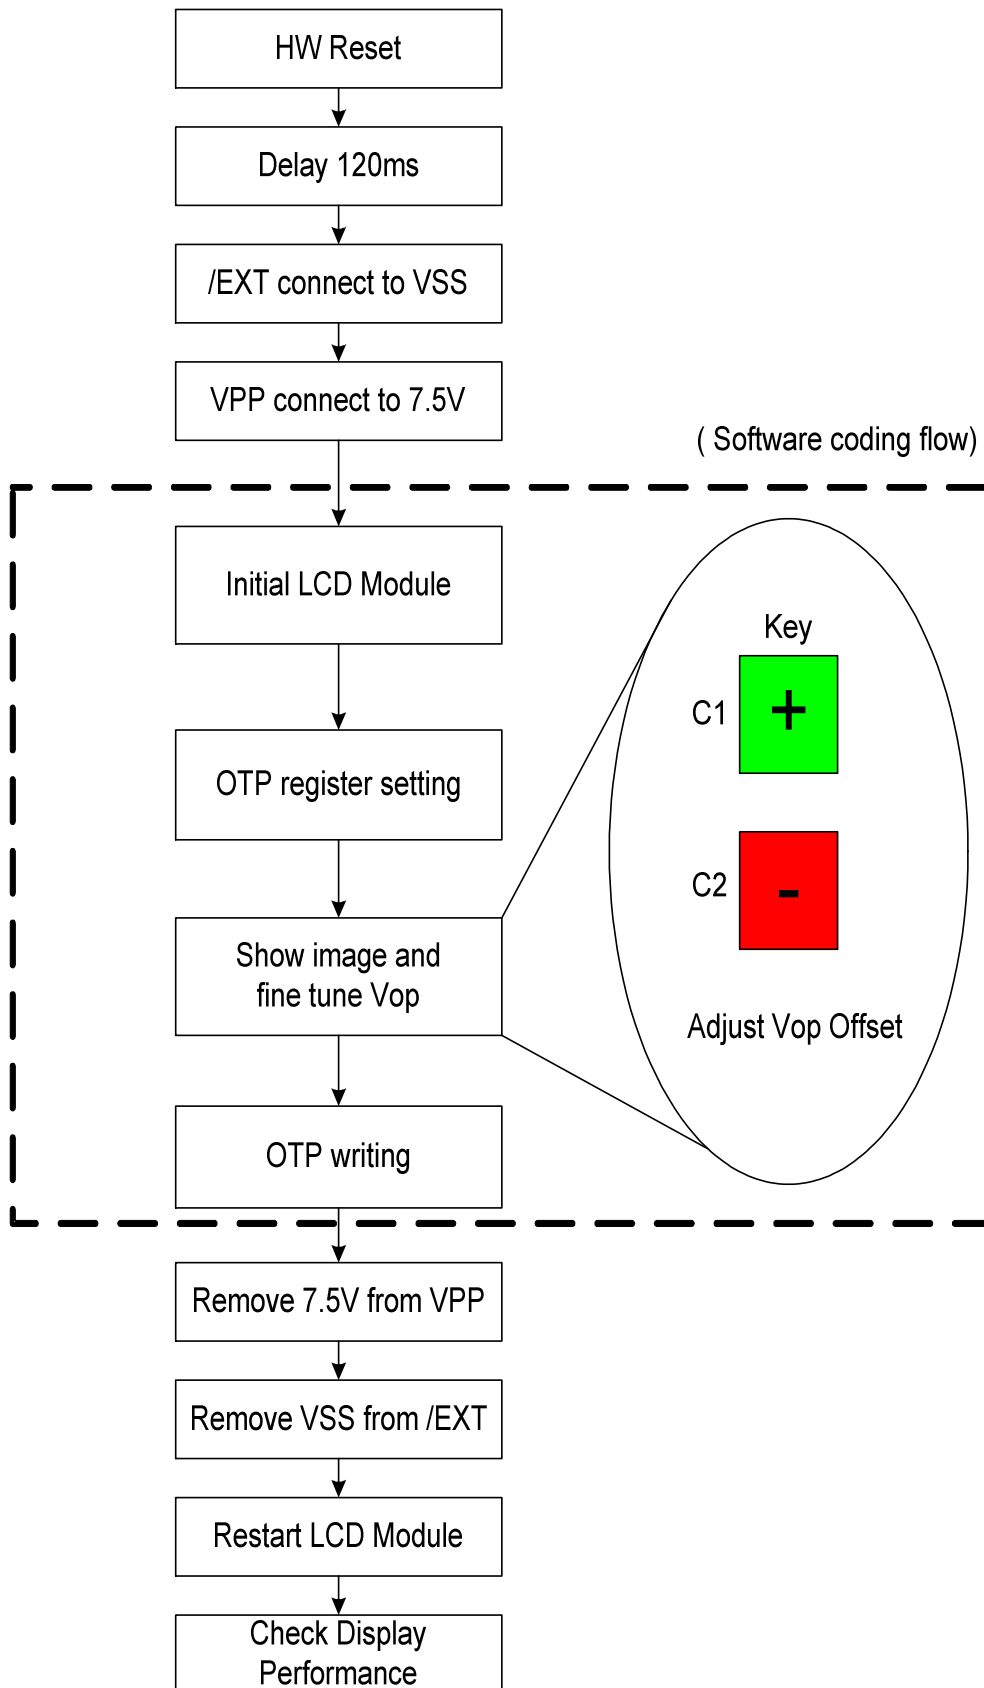 HW Reset
Delay 120ms
/EXT connect to VSS
VPP connect to 7.5V
( Software coding flow)
Initial LCD Module
OTP register setting
Show image and
fine tune Vop
Key
C1
+
C2
-
Adjust Vop Offset
OTP writing
Remove 7.5V from VPP
Remove VSS from /EXT
Restart LCD Module
Check Display
Performance